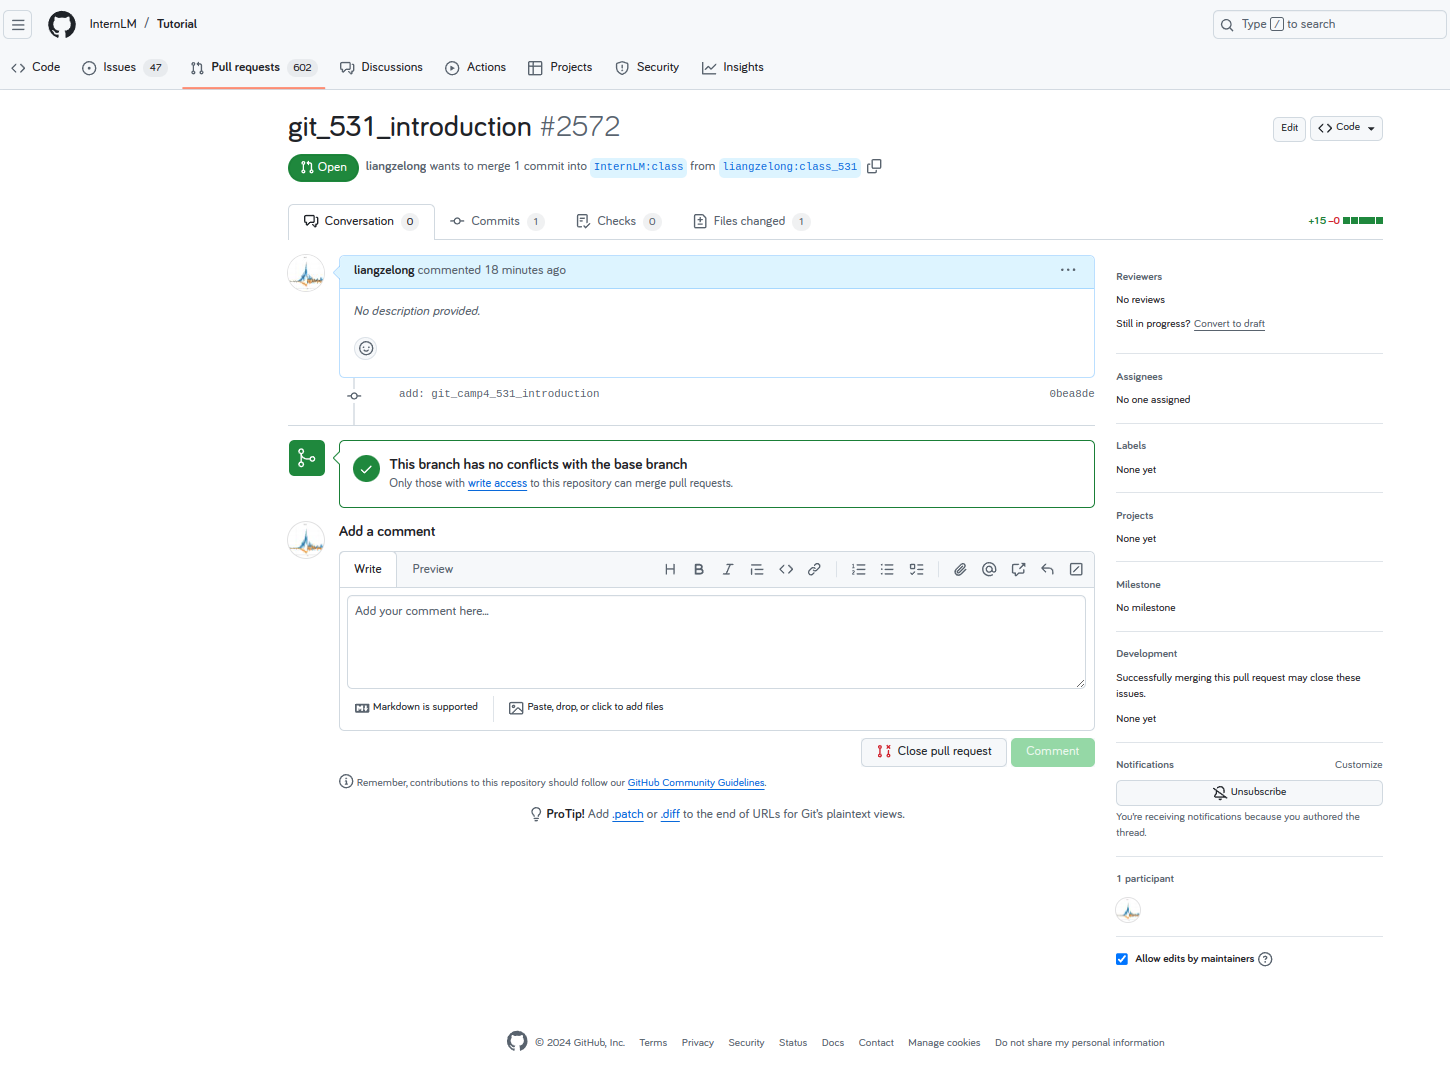 InternLM / Tutorial
Type / to search
Code Issues 47 Pull requests 602 Discussions Actions Projects Security Insights
git_531_introduction #2572
Edit Code
Open liangzelong wants to merge 1 commit into InternLM:class from liangzelong:class_531
Conversation 0 Commits 1 Checks 0 Files changed 1
+15 −0
liangzelong commented 18 minutes ago
No description provided.
add: git_camp4_531_introduction 0bea8de
This branch has no conflicts with the base branch
Only those with write access to this repository can merge pull requests.
Add a comment
Write Preview
Add your comment here...
Markdown is supported
Paste, drop, or click to add files
Close pull request Comment
Remember, contributions to this repository should follow our GitHub Community Guidelines.
ProTip! Add .patch or .diff to the end of URLs for Git's plaintext views.
Reviewers
No reviews
Still in progress? Convert to draft
Assignees
No one assigned
Labels
None yet
Projects
None yet
Milestone
No milestone
Development
Successfully merging this pull request may close these
issues.
None yet
Notifications Customize
Unsubscribe
You're receiving notifications because you authored the
thread.
1 participant
Allow edits by maintainers ?
© 2024 GitHub, Inc. Terms Privacy Security Status Docs Contact Manage cookies Do not share my personal information